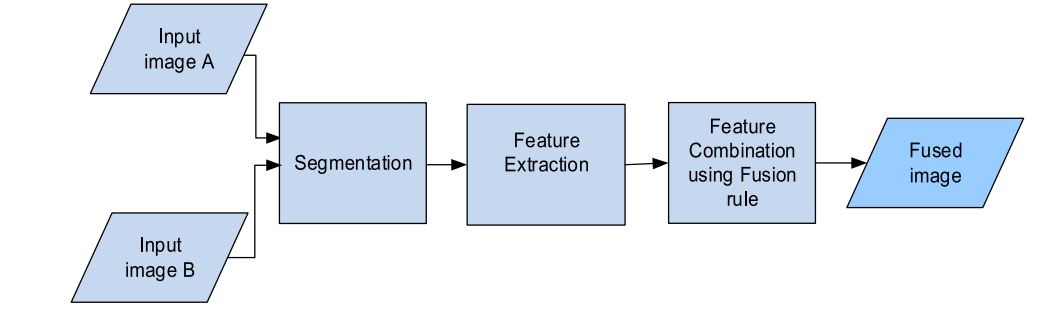 Input
image A
Input
image B
Segmentation
Feature
Extraction
Feature
Combination
using Fusion
rule
Fused
image